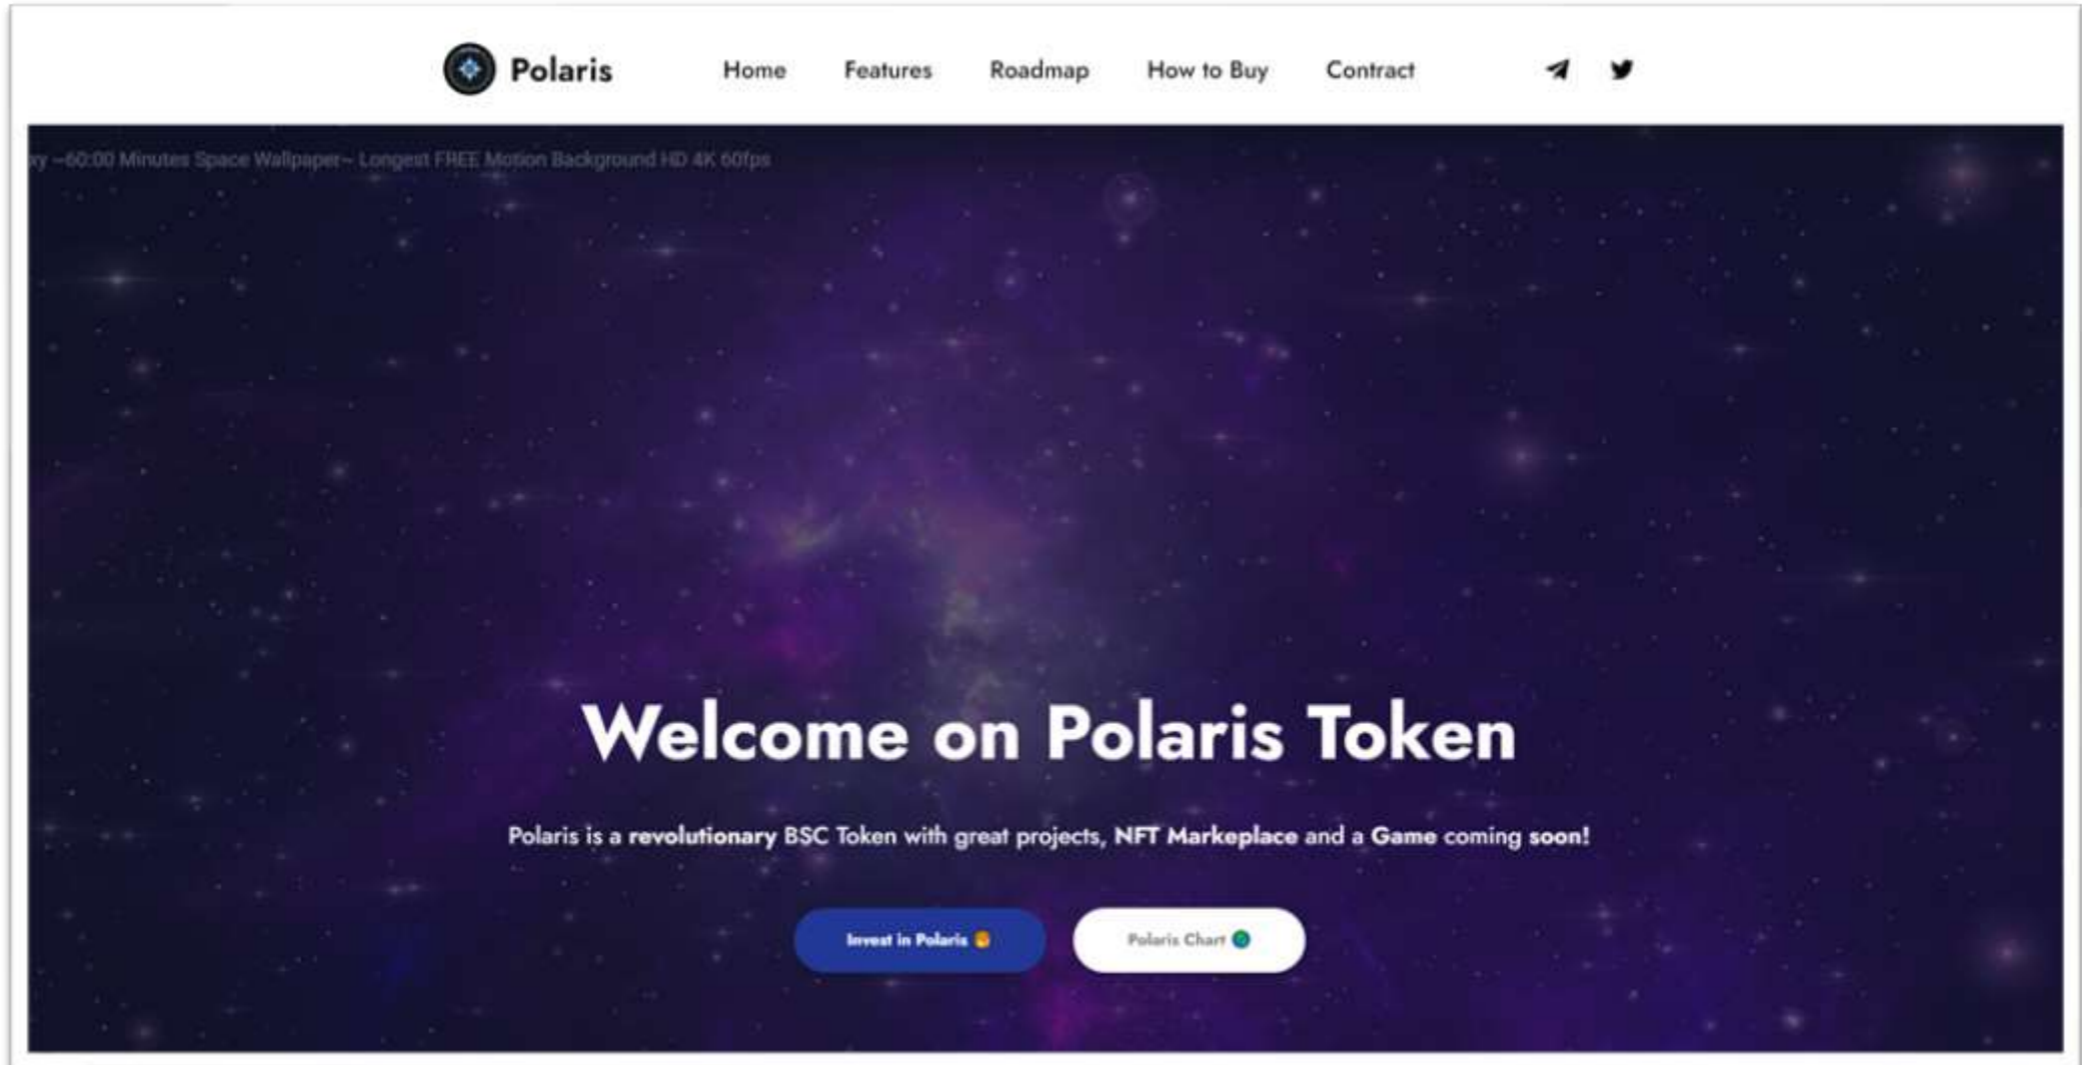 Polaris
Home
Features
Roadmap
How to Buy
Contract
xy ~60:00 Minutes Space Wallpaper~ Longest FREE Motion Background HD 4K 60fps
Welcome on Polaris Token
Polaris is a revolutionary BSC Token with great projects, NFT Markeplace and a Game coming soon!
Invest in Polaris
Polaris Chart